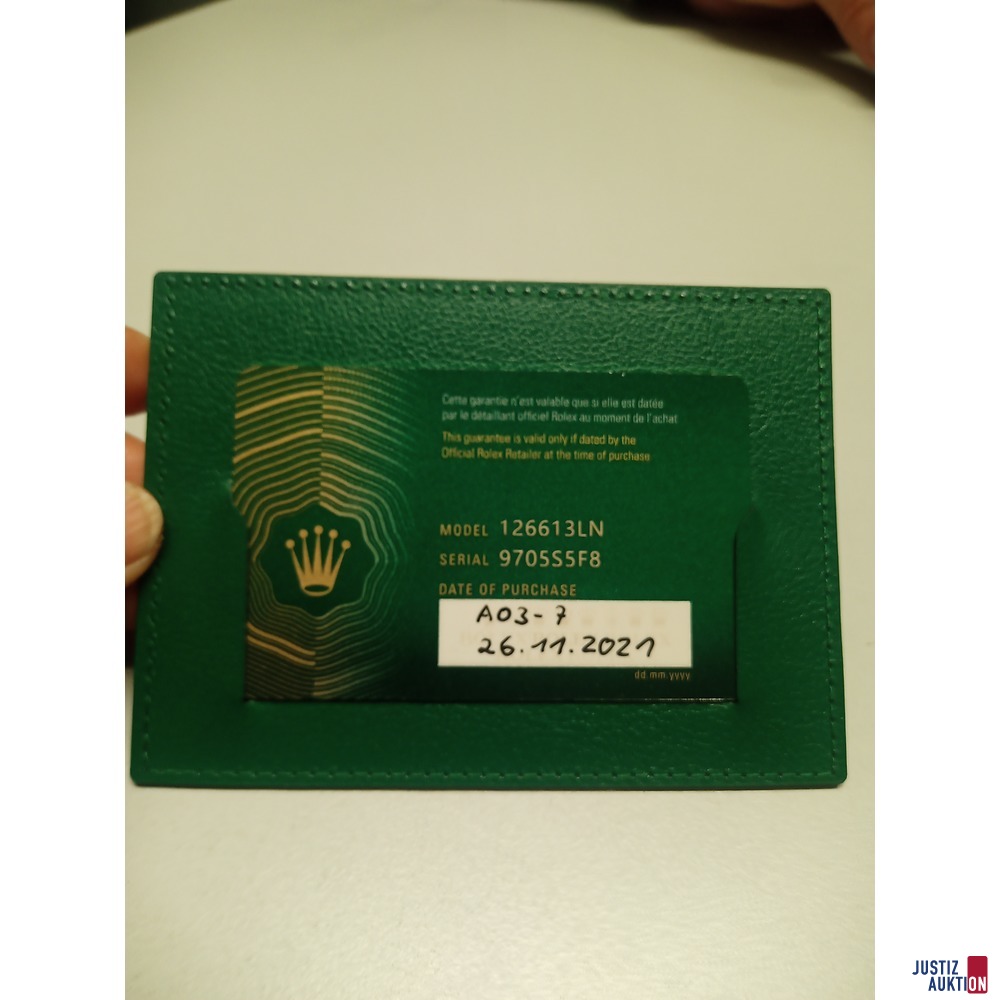 Cette garantie n'est valable que si elle est datée
par le détaillant officiel Rolex au moment de l'achat
This guarantee is valid only if dated by the
Official Rolex Retailer at the time of purchase
MODEL 126613LN
SERIAL 9705S5F8
DATE OF PURCHASE
A03-7
26.11.2021
dd.mm.yyyy
JUSTIZ
AUKTION